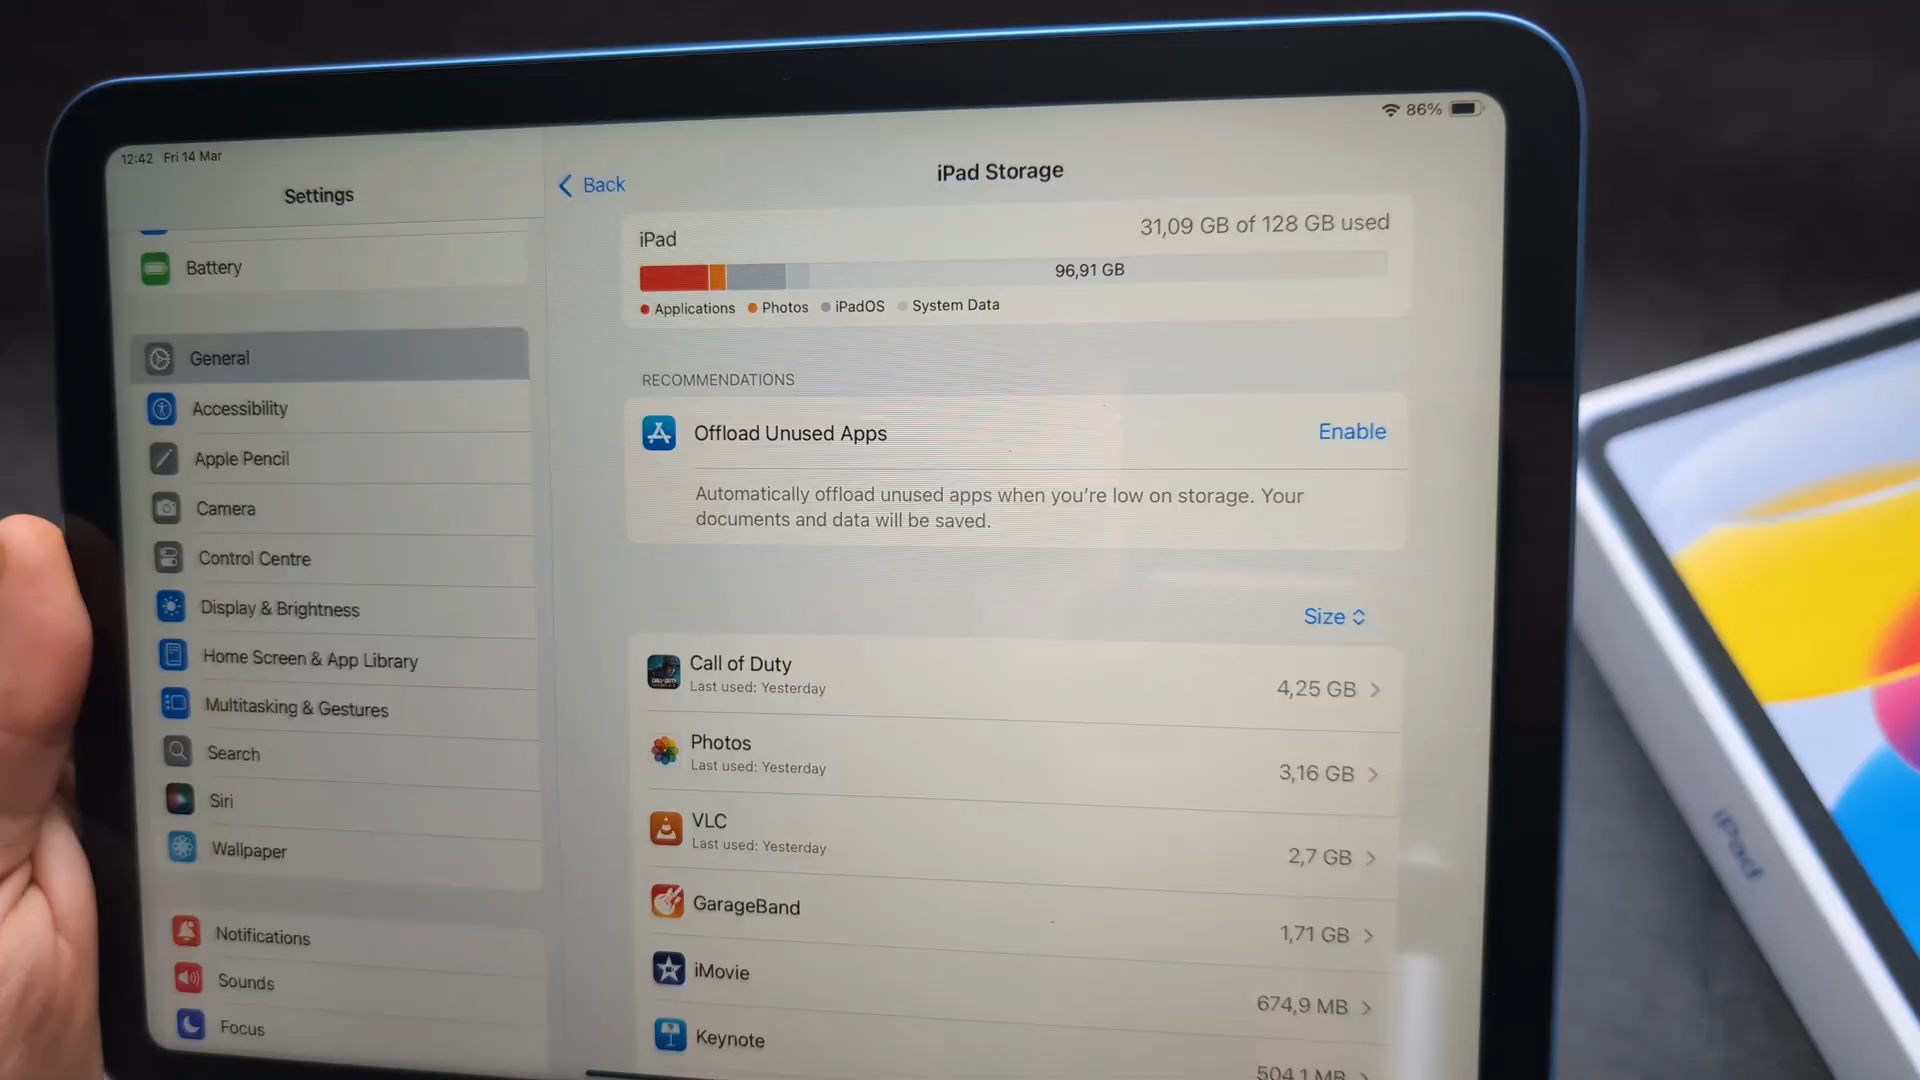 12:42 Fri 14 Mar
86%
Settings
Battery
General
Accessibility
Apple Pencil
Camera
Control Centre
Display & Brightness
Home Screen & App Library
Multitasking & Gestures
Search
Siri
Wallpaper
Notifications
Sounds
Focus
Back
iPad Storage
iPad
31,09 GB of 128 GB used
96,91 GB
Applications Photos iPadOS System Data
RECOMMENDATIONS
Offload Unused Apps
Enable
Automatically offload unused apps when you're low on storage. Your
documents and data will be saved.
Size
Call of Duty
Last used: Yesterday
4,25 GB
Photos
Last used: Yesterday
3,16 GB
VLC
Last used: Yesterday
2,7 GB
GarageBand
1,71 GB
iMovie
674,9 MB
Keynote
504,1 MB
iPad